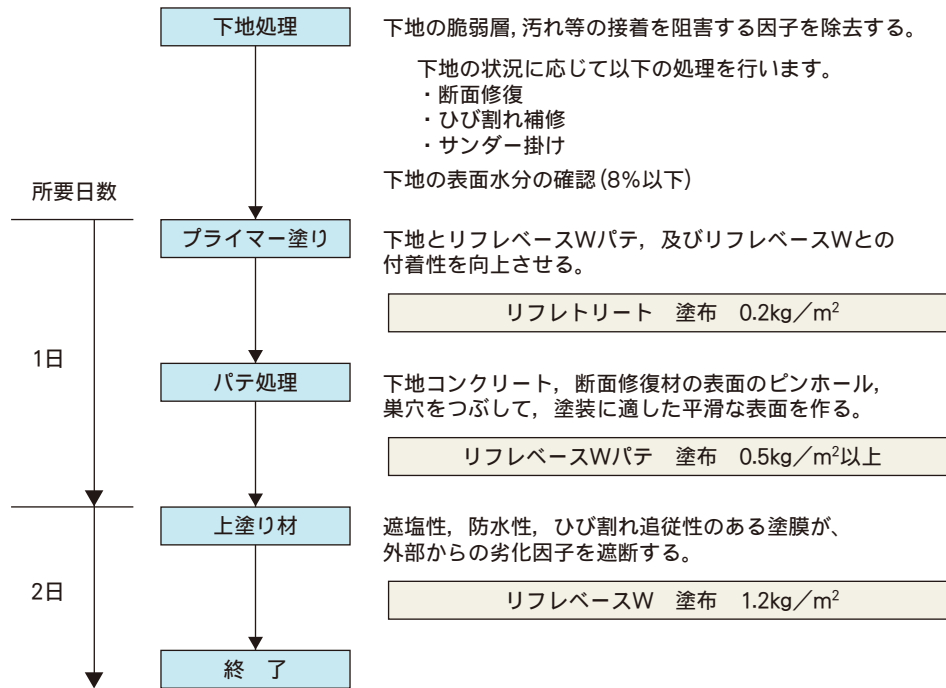 下地処理
下地の脆弱層,汚れ等の接着を阻害する因子を除去する。
下地の状況に応じて以下の処理を行います。
・断面修復
・ひび割れ補修
・サンダー掛け
下地の表面水分の確認(8%以下)
所要日数
プライマー塗り
下地とリフレベースWパテ，及びリフレベースWとの
付着性を向上させる。
リフレトリート　塗布　0.2kg／m²
1日
パテ処理
下地コンクリート，断面修復材の表面のピンホール，
巣穴をつぶして，塗装に適した平滑な表面を作る。
リフレベースWパテ　塗布　0.5kg／m²以上
上塗り材
遮塩性，防水性，ひび割れ追従性のある塗膜が、
外部からの劣化因子を遮断する。
2日
リフレベースW　塗布　1.2kg／m²
終　了